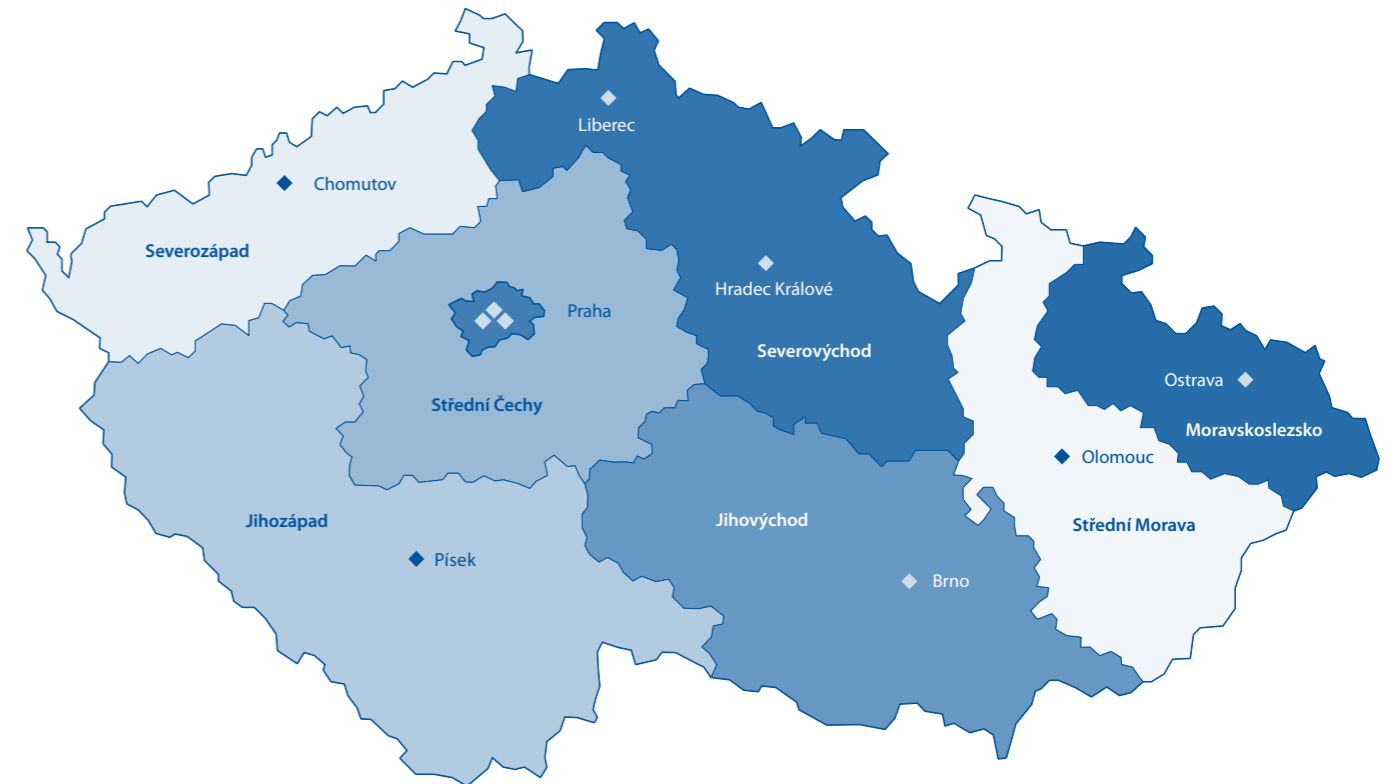 Liberec
Chomutov
Severozápad
Hradec Králové
Praha
Severovýchod
Ostrava
Střední Čechy
Moravskoslezsko
Olomouc
Jihozápad
Jihovýchod
Střední Morava
Písek
Brno